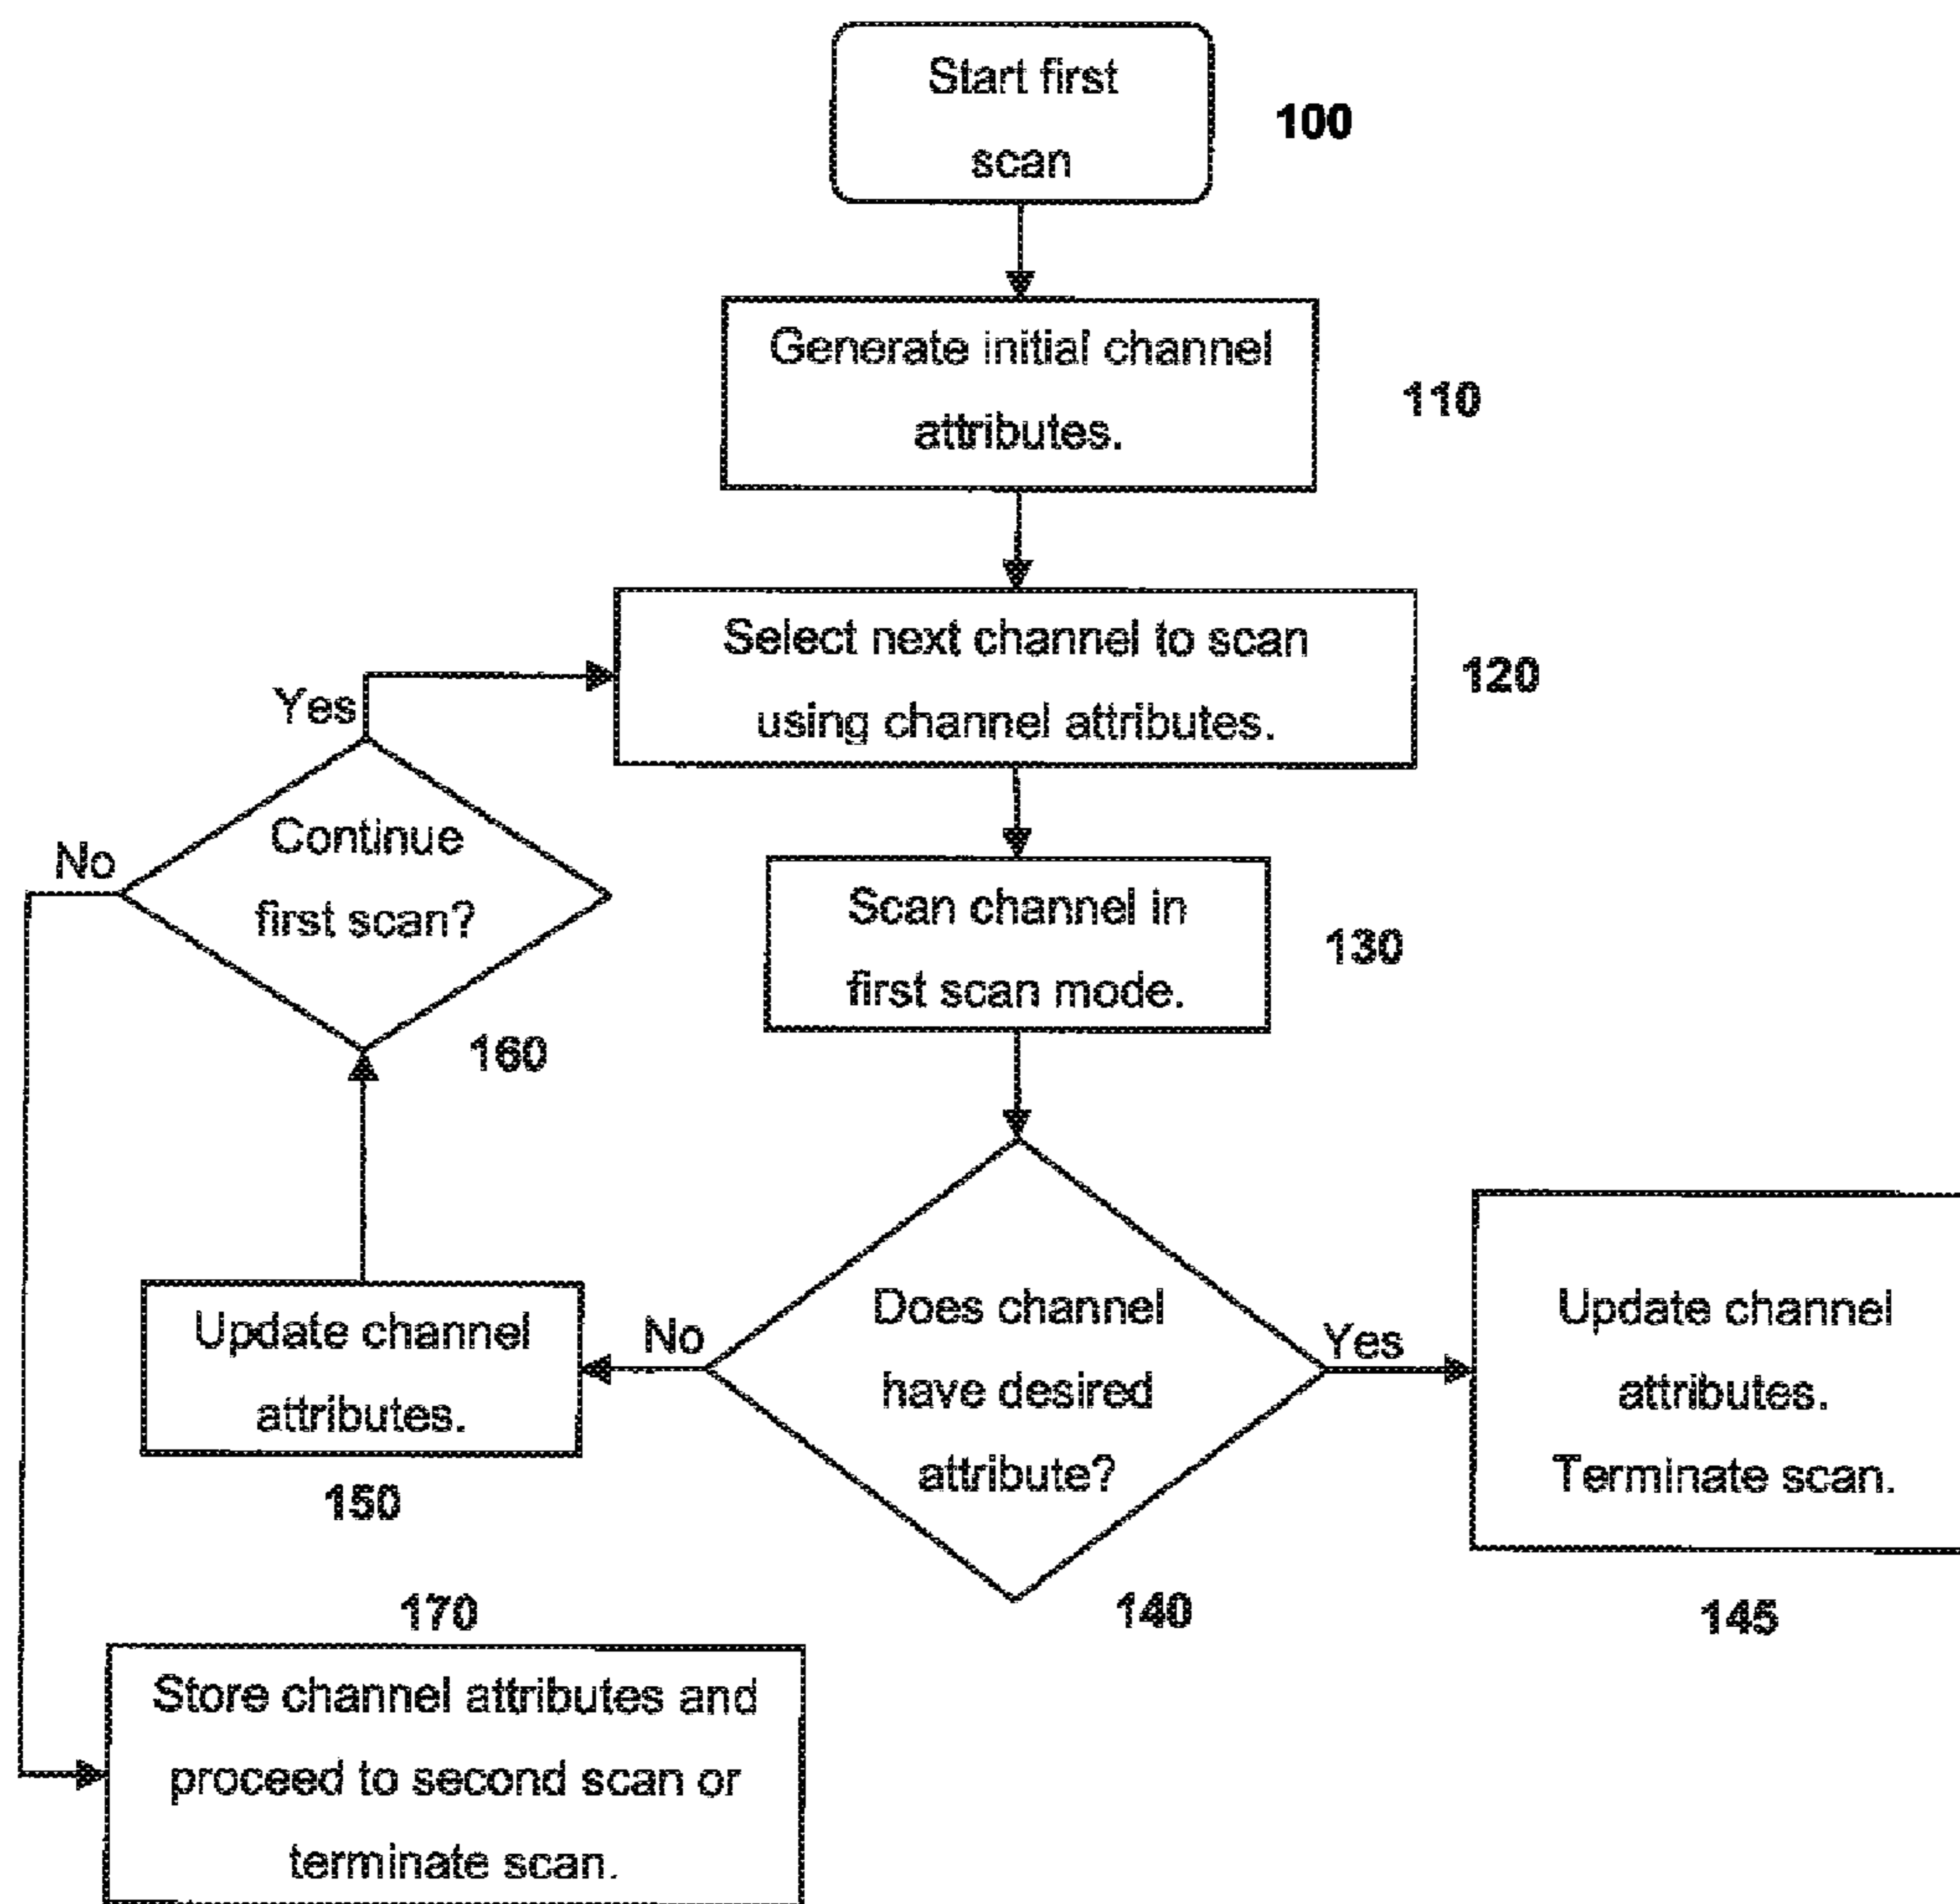 Start first
scan
100
Generate initial channel
attributes.
110
Select next channel to scan
using channel attributes.
120
Yes
Continue
first scan?
No
160
Scan channel in
first scan mode.
130
Does channel
have desired
attribute?
140
No
Yes
Update channel
attributes.
150
Update channel
attributes.
Terminate scan.
145
170
Store channel attributes and
proceed to second scan or
terminate scan.